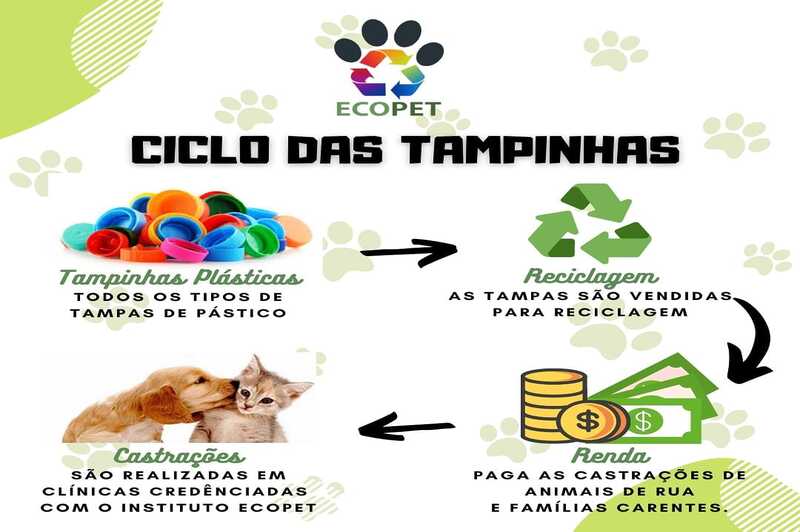 ECOPET
CICLO DAS TAMPINHAS
Tampinhas Plásticas
TODOS OS TIPOS DE
TAMPAS DE PÁSTICO
Reciclagem
AS TAMPAS SÃO VENDIDAS
PARA RECICLAGEM
Renda
PAGA AS CASTRAÇÕES DE
ANIMAIS DE RUA
E FAMÍLIAS CARENTES.
Castrações
SÃO REALIZADAS EM
CLÍNICAS CREDÊNCIADAS
COM O INSTITUTO ECOPET